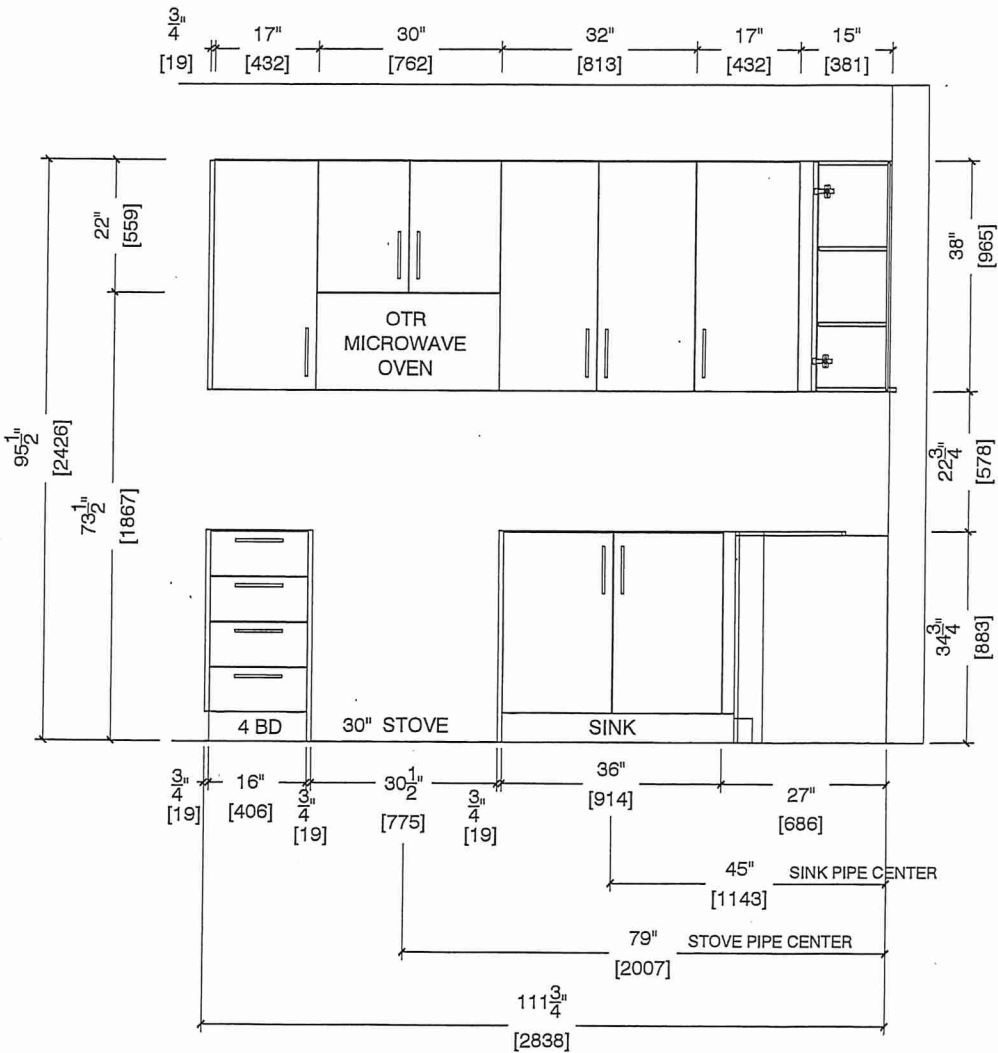 3/4" 17" 30" 32" 17" 15"
[19] [432] [762] [813] [432] [381]
22"
[559]
38"
[965]
OTR
MICROWAVE
OVEN
95 1/2"
[2426]
73 1/2"
[1867]
22 3/4"
[578]
34 3/4"
[883]
4 BD 30" STOVE SINK
3/4" 16" 3/4" 30 1/2" 3/4" 36" 27"
[19] [406] [19] [775] [19] [914] [686]
45" SINK PIPE CENTER
[1143]
79" STOVE PIPE CENTER
[2007]
111 3/4"
[2838]